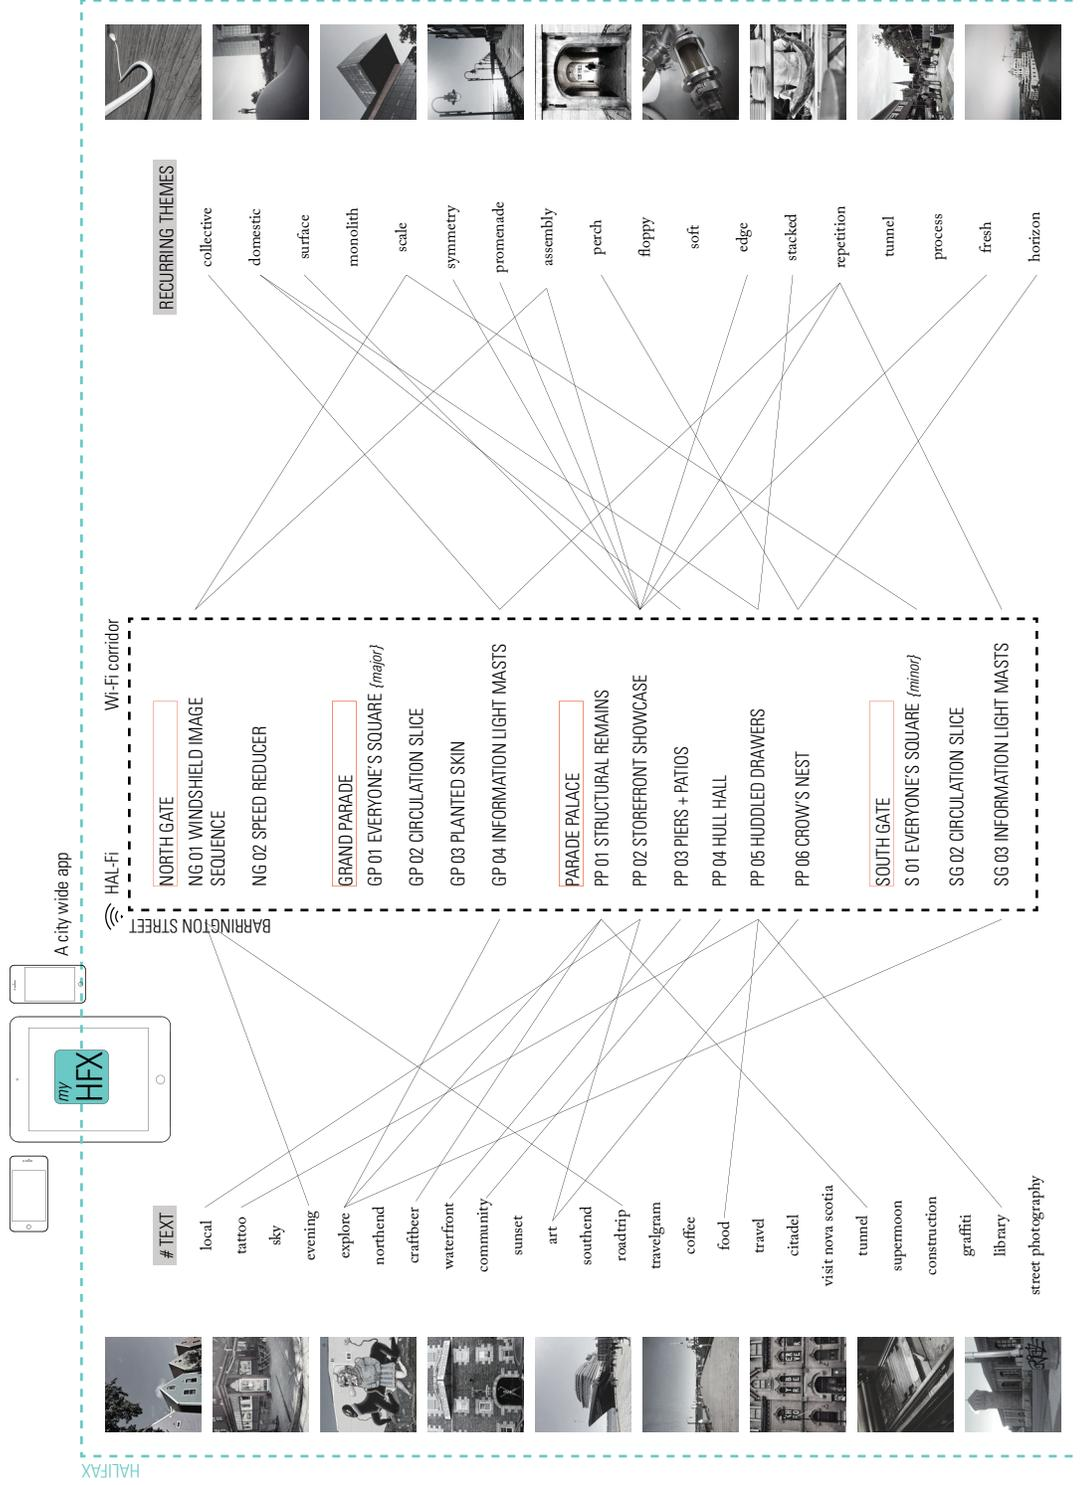 HALIFAX
A city wide app
my
HFX
HAL-Fi
Wi-Fi corridor
BARRINGTON STREET
# TEXT
local
tattoo
sky
evening
explore
northend
craftbeer
waterfront
community
sunset
art
southend
roadtrip
travelgram
coffee
food
travel
citadel
visit nova scotia
tunnel
supermoon
construction
graffiti
library
street photography
NORTH GATE
NG 01 WINDSHIELD IMAGE
SEQUENCE
NG 02 SPEED REDUCER
GRAND PARADE
GP 01 EVERYONE'S SQUARE {major}
GP 02 CIRCULATION SLICE
GP 03 PLANTED SKIN
GP 04 INFORMATION LIGHT MASTS
PARADE PALACE
PP 01 STRUCTURAL REMAINS
PP 02 STOREFRONT SHOWCASE
PP 03 PIERS + PATIOS
PP 04 HULL HALL
PP 05 HUDDLED DRAWERS
PP 06 CROW'S NEST
SOUTH GATE
S 01 EVERYONE'S SQUARE {minor}
SG 02 CIRCULATION SLICE
SG 03 INFORMATION LIGHT MASTS
RECURRING THEMES
collective
domestic
surface
monolith
scale
symmetry
promenade
assembly
perch
floppy
soft
edge
stacked
repetition
tunnel
process
fresh
horizon